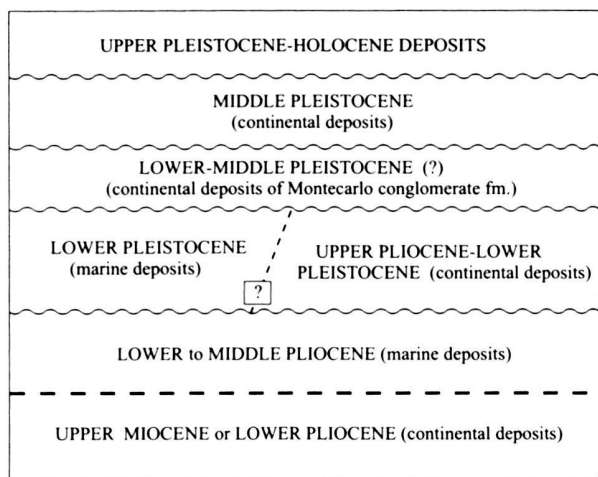 UPPER PLEISTOCENE-HOLOCENE DEPOSITS
MIDDLE PLEISTOCENE
(continental deposits)
LOWER-MIDDLE PLEISTOCENE (?)
(continental deposits of Montecarlo conglomerate fm.)
LOWER PLEISTOCENE
(marine deposits)
UPPER PLIOCENE-LOWER
PLEISTOCENE (continental deposits)
?
LOWER to MIDDLE PLIOCENE (marine deposits)
UPPER MIOCENE or LOWER PLIOCENE (continental deposits)